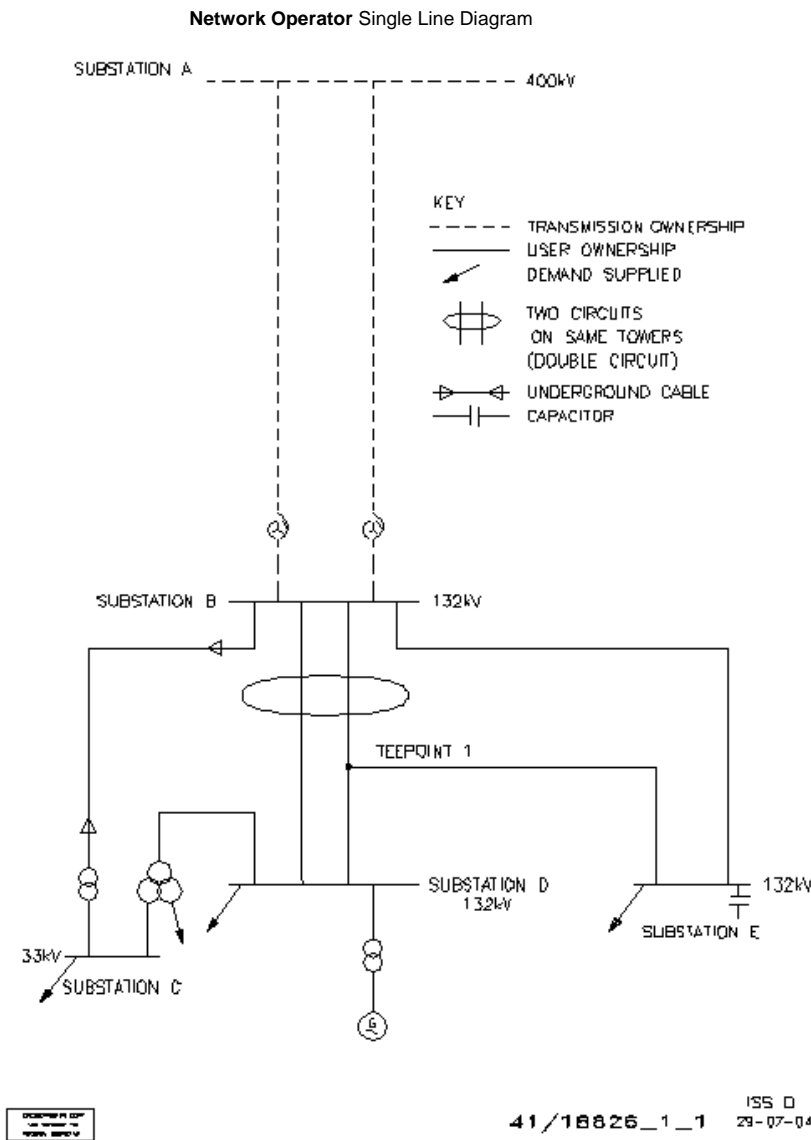 Network Operator Single Line Diagram
SUBSTATION A
400kV
KEY
TRANSMISSION OWNERSHIP
USER OWNERSHIP
DEMAND SUPPLIED
TWO CIRCUITS
ON SAME TOWERS
(DOUBLE CIRCUIT)
UNDERGROUND CABLE
CAPACITOR
SUBSTATION B
132kV
TEEPOINT 1
SUBSTATION D
132kV
132kV
SUBSTATION E
33kV
SUBSTATION C
G
ISS D
41/18826_1_1 29-07-04